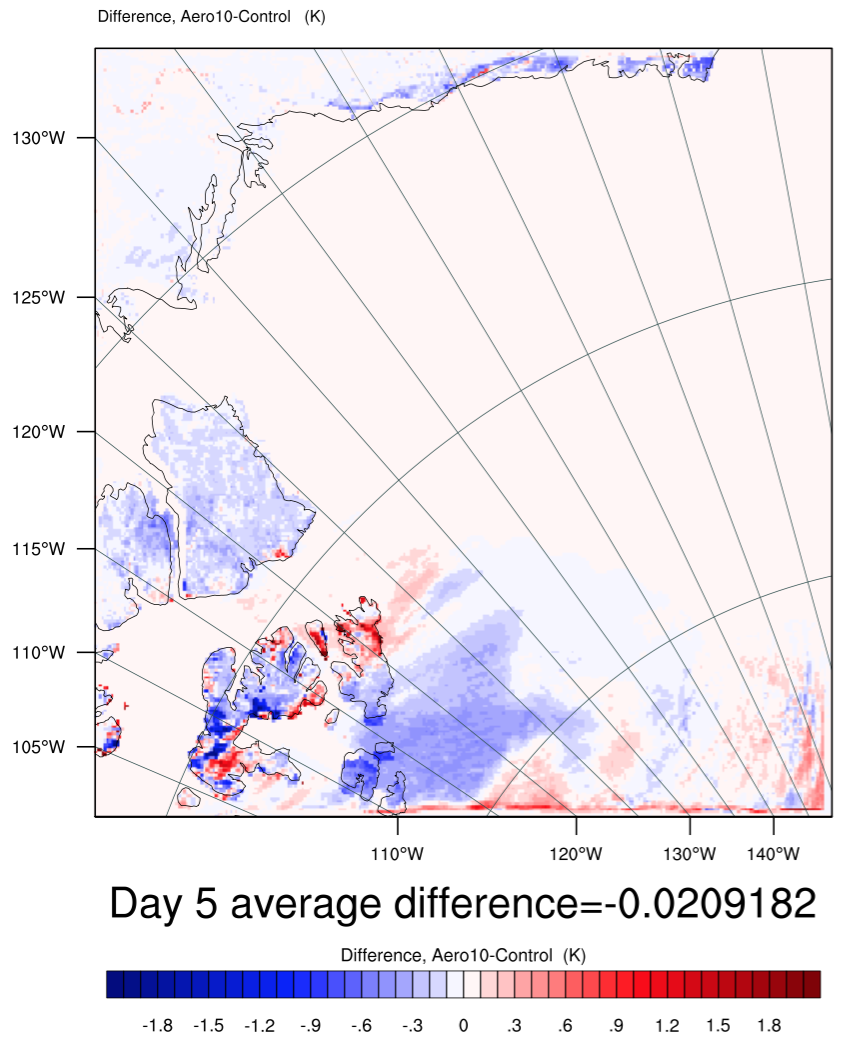 Difference, Aero10-Control (K)
130°W
125°W
120°W
115°W
110°W
105°W
110°W 120°W 130°W 140°W
Day 5 average difference=-0.0209182
Difference, Aero10-Control (K)
-1.8 -1.5 -1.2 -.9 -.6 -.3 0 .3 .6 .9 1.2 1.5 1.8